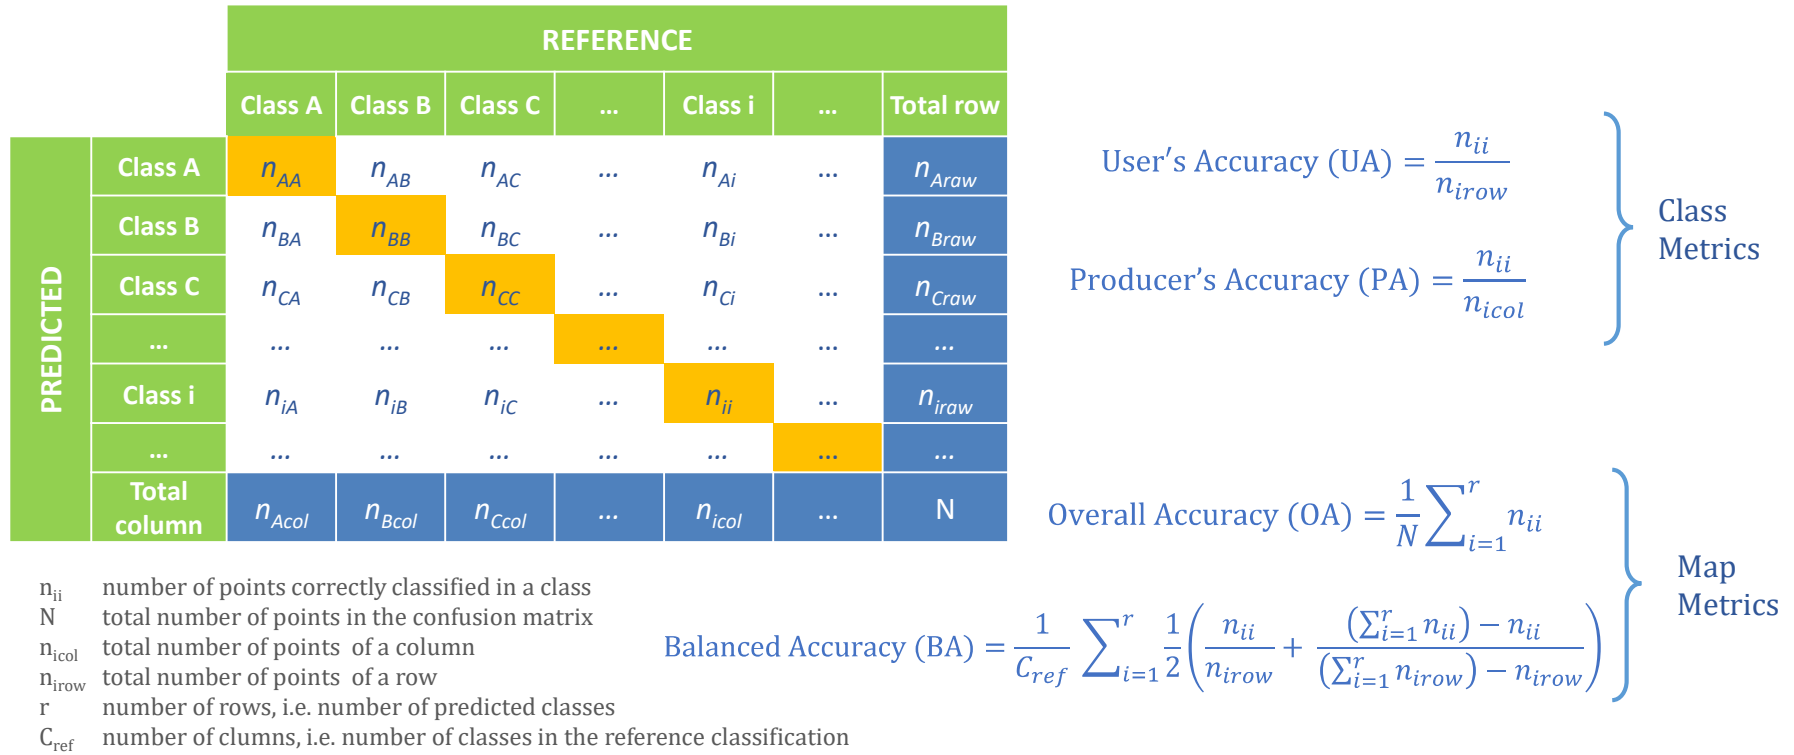 REFERENCE
Class A Class B Class C ... Class i ... Total row
PREDICTED
Class A n_AA n_AB n_AC ... n_Ai ... n_Araw
Class B n_BA n_BB n_BC ... n_Bi ... n_Braw
Class C n_CA n_CB n_CC ... n_Ci ... n_Craw
... ... ... ... ... ... ... ...
Class i n_iA n_iB n_iC ... n_ii ... n_iraw
... ... ... ... ... ... ... ...
Total column n_Acol n_Bcol n_Ccol ... n_icol ... N
User's Accuracy (UA) = n_ii / n_irow
Producer's Accuracy (PA) = n_ii / n_icol
Class
Metrics
Overall Accuracy (OA) = 1/N ∑_{i=1}^{r} n_ii
Balanced Accuracy (BA) = 1/C_ref ∑_{i=1}^{r} 1/2 (n_ii / n_irow + ((∑_{i=1}^{r} n_ii) − n_ii) / ((∑_{i=1}^{r} n_irow) − n_irow))
Map
Metrics
n_ii number of points correctly classified in a class
N total number of points in the confusion matrix
n_icol total number of points of a column
n_irow total number of points of a row
r number of rows, i.e. number of predicted classes
C_ref number of clumns, i.e. number of classes in the reference classification